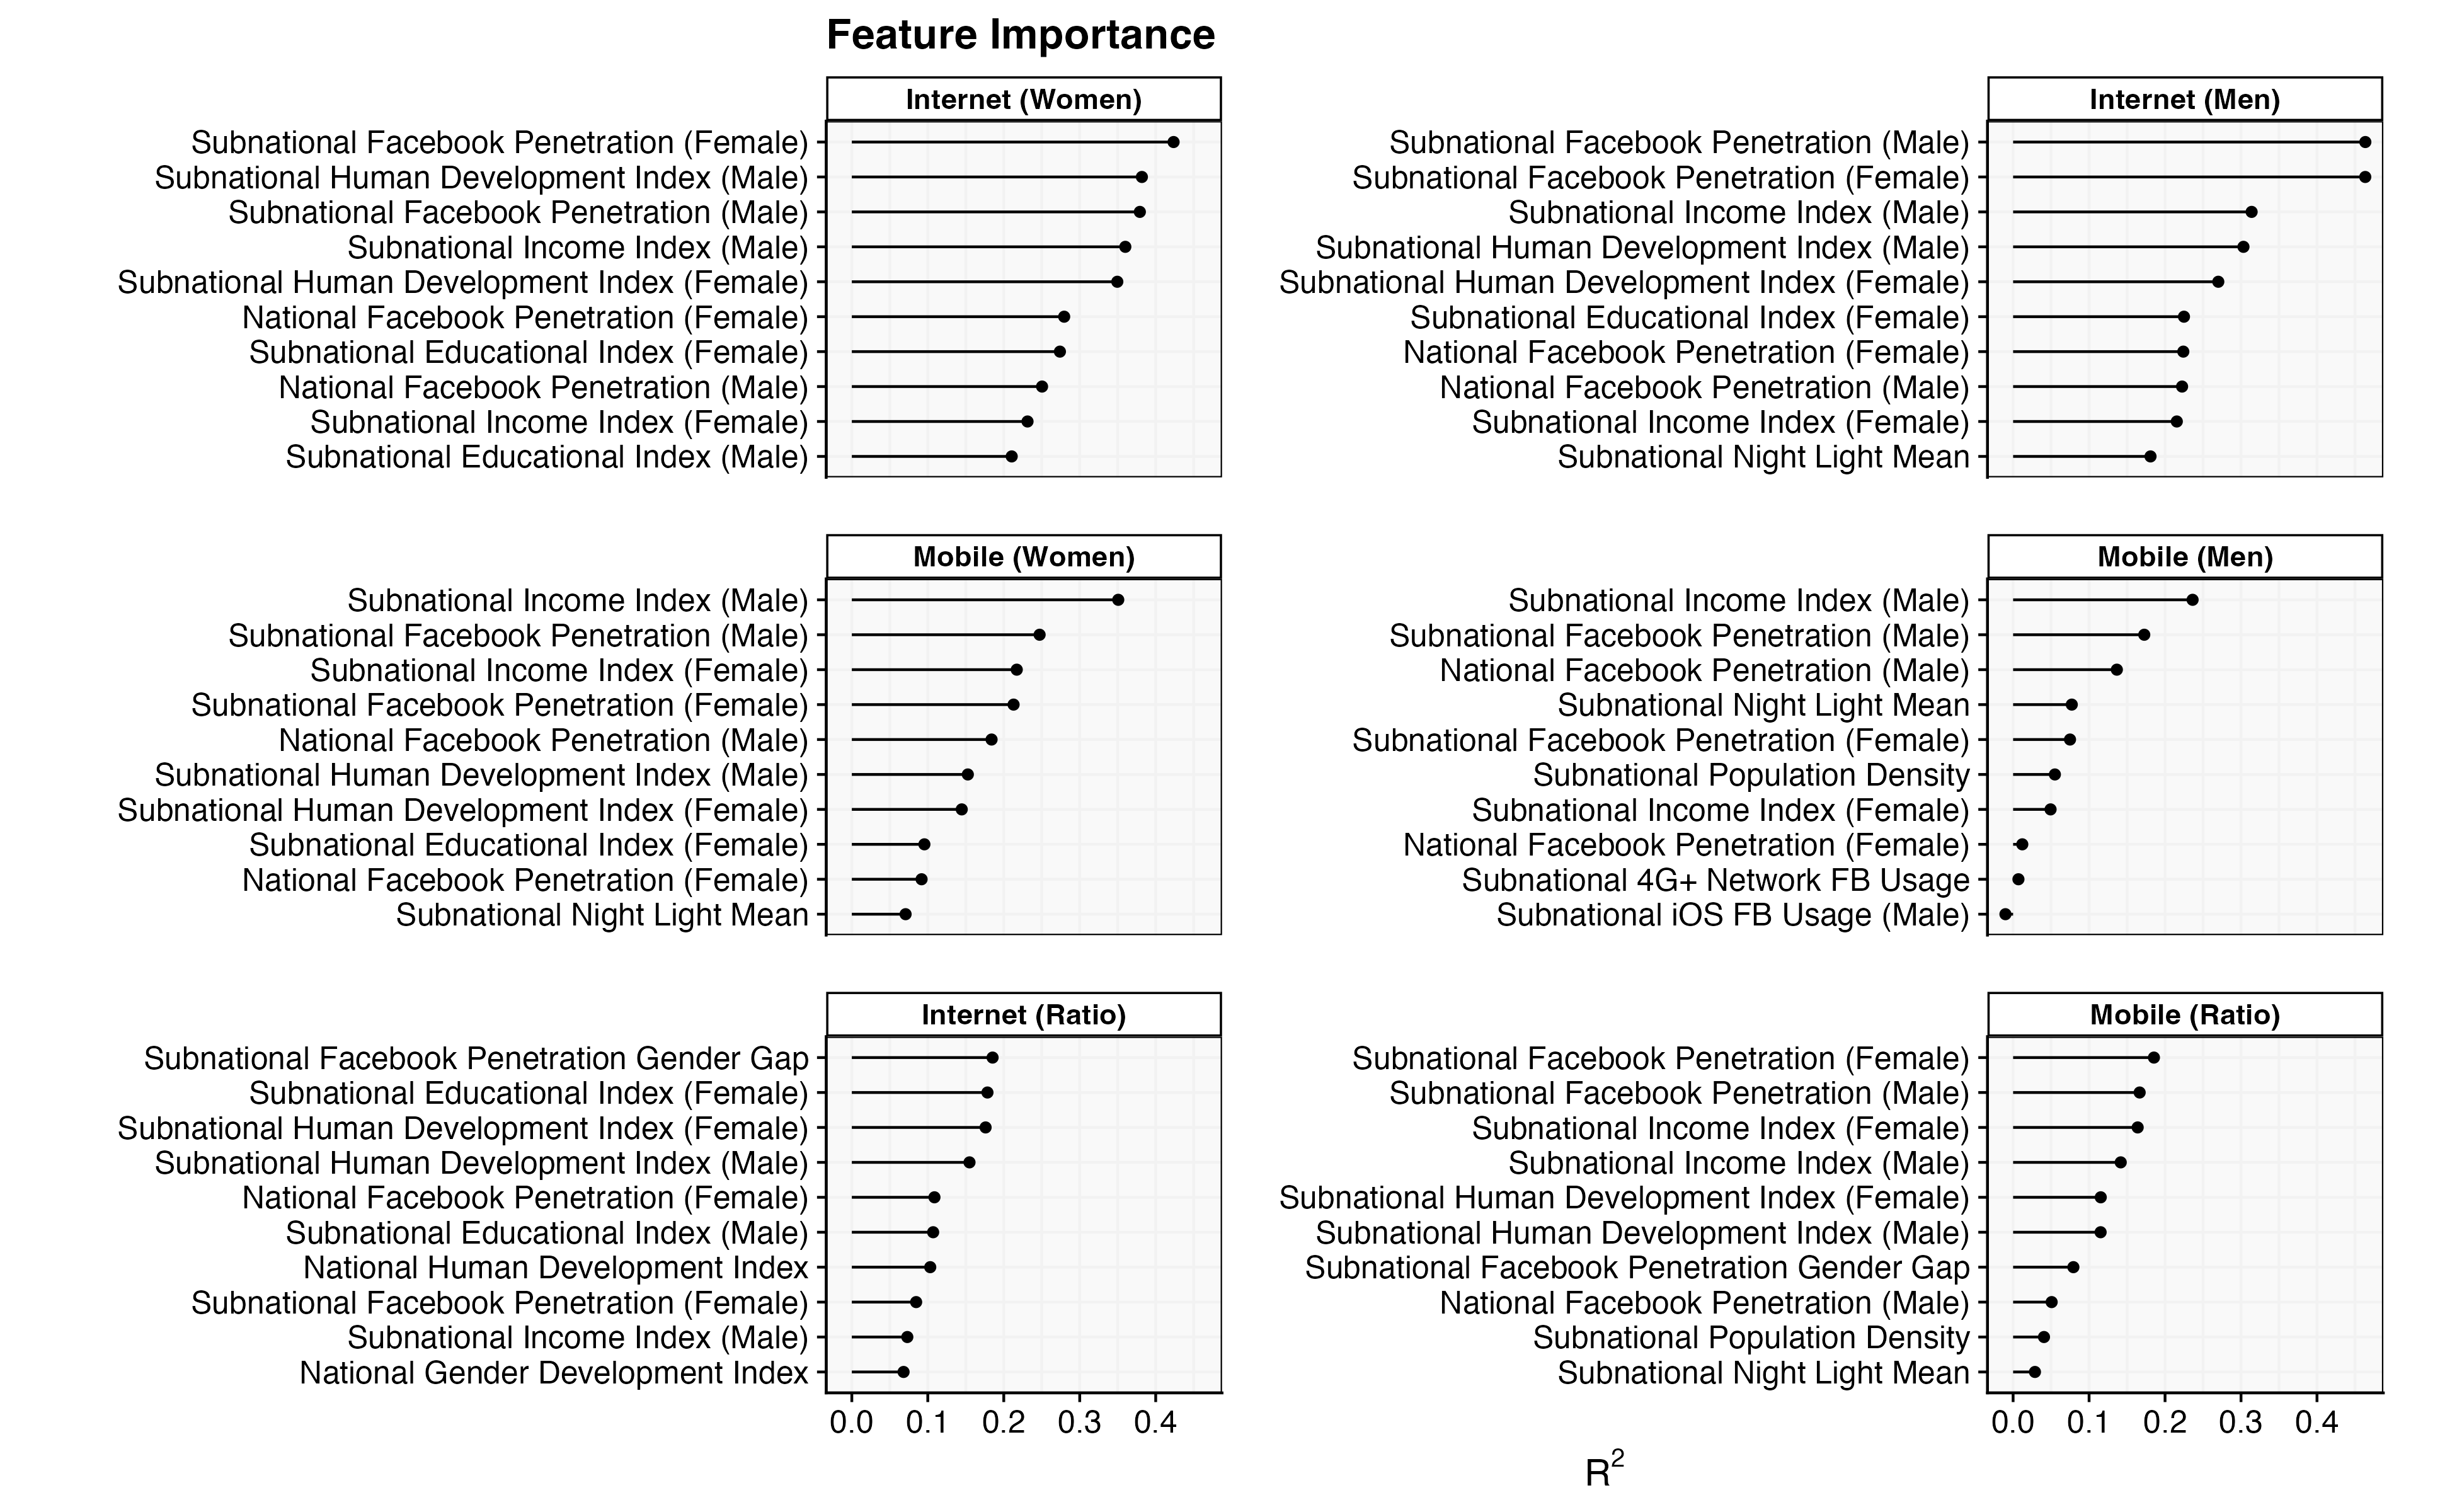 Feature Importance
Internet (Women)
Subnational Facebook Penetration (Female)
Subnational Human Development Index (Male)
Subnational Facebook Penetration (Male)
Subnational Income Index (Male)
Subnational Human Development Index (Female)
National Facebook Penetration (Female)
Subnational Educational Index (Female)
National Facebook Penetration (Male)
Subnational Income Index (Female)
Subnational Educational Index (Male)
Internet (Men)
Subnational Facebook Penetration (Male)
Subnational Facebook Penetration (Female)
Subnational Income Index (Male)
Subnational Human Development Index (Male)
Subnational Human Development Index (Female)
Subnational Educational Index (Female)
National Facebook Penetration (Female)
National Facebook Penetration (Male)
Subnational Income Index (Female)
Subnational Night Light Mean
Mobile (Women)
Subnational Income Index (Male)
Subnational Facebook Penetration (Male)
Subnational Income Index (Female)
Subnational Facebook Penetration (Female)
National Facebook Penetration (Male)
Subnational Human Development Index (Male)
Subnational Human Development Index (Female)
Subnational Educational Index (Female)
National Facebook Penetration (Female)
Subnational Night Light Mean
Mobile (Men)
Subnational Income Index (Male)
Subnational Facebook Penetration (Male)
National Facebook Penetration (Male)
Subnational Night Light Mean
Subnational Facebook Penetration (Female)
Subnational Population Density
Subnational Income Index (Female)
National Facebook Penetration (Female)
Subnational 4G+ Network FB Usage
Subnational iOS FB Usage (Male)
Internet (Ratio)
Subnational Facebook Penetration Gender Gap
Subnational Educational Index (Female)
Subnational Human Development Index (Female)
Subnational Human Development Index (Male)
National Facebook Penetration (Female)
Subnational Educational Index (Male)
National Human Development Index
Subnational Facebook Penetration (Female)
Subnational Income Index (Male)
National Gender Development Index
0.0 0.1 0.2 0.3 0.4
Mobile (Ratio)
Subnational Facebook Penetration (Female)
Subnational Facebook Penetration (Male)
Subnational Income Index (Female)
Subnational Income Index (Male)
Subnational Human Development Index (Female)
Subnational Human Development Index (Male)
Subnational Facebook Penetration Gender Gap
National Facebook Penetration (Male)
Subnational Population Density
Subnational Night Light Mean
0.0 0.1 0.2 0.3 0.4
R²